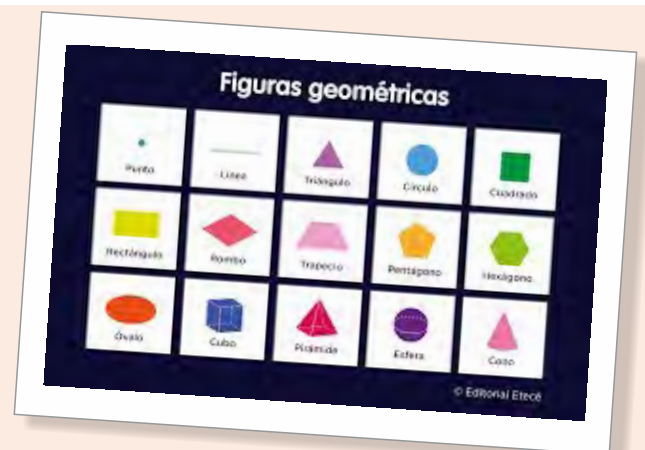 Figuras geométricas
Punto
Línea
Triángulo
Círculo
Cuadrado
Rectángulo
Rombo
Trapecio
Pentágono
Hexágono
Óvalo
Cubo
Pirámide
Esfera
Cono
© Editorial Etecé